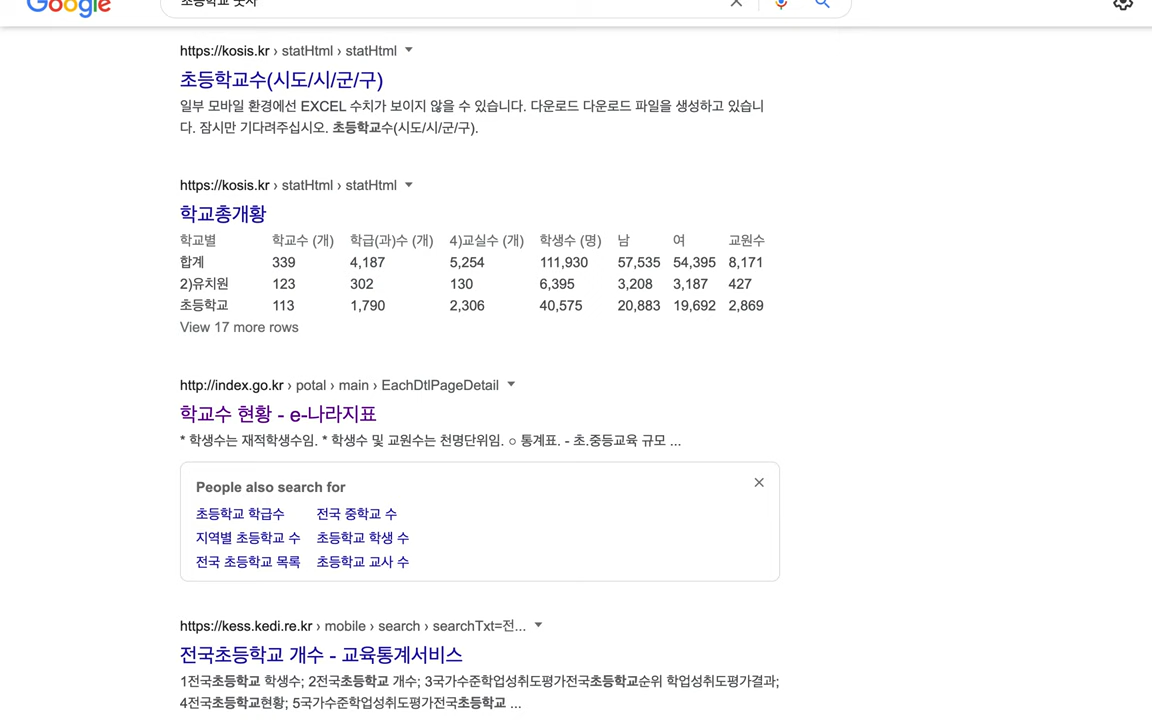 Google
초등학교 숫자
https://kosis.kr › statHtml › statHtml
초등학교수(시도/시/군/구)
일부 모바일 환경에선 EXCEL 수치가 보이지 않을 수 있습니다. 다운로드 다운로드 파일을 생성하고 있습니
다. 잠시만 기다려주십시오. 초등학교수(시도/시/군/구).
https://kosis.kr › statHtml › statHtml
학교총개황
학교별 학교수 (개) 학급(과)수 (개) 4)교실수 (개) 학생수 (명) 남 여 교원수
합계 339 4,187 5,254 111,930 57,535 54,395 8,171
2)유치원 123 302 130 6,395 3,208 3,187 427
초등학교 113 1,790 2,306 40,575 20,883 19,692 2,869
View 17 more rows
http://index.go.kr › potal › main › EachDtlPageDetail
학교수 현황 - e-나라지표
* 학생수는 재적학생수임. * 학생수 및 교원수는 천명단위임. ○ 통계표. - 초.중등교육 규모 ...
People also search for
초등학교 학급수 전국 중학교 수
지역별 초등학교 수 초등학교 학생 수
전국 초등학교 목록 초등학교 교사 수
https://kess.kedi.re.kr › mobile › search › searchTxt=전...
전국초등학교 개수 - 교육통계서비스
1전국초등학교 학생수; 2전국초등학교 개수; 3국가수준학업성취도평가전국초등학교순위 학업성취도평가결과;
4전국초등학교현황; 5국가수준학업성취도평가전국초등학교 ...